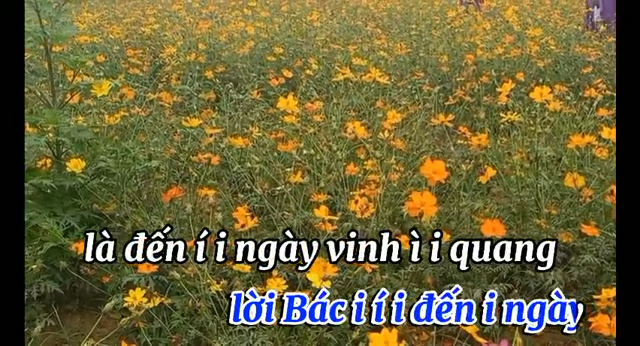 là đến í i ngày vinh ì i quang
lời Bác i í i đến i ngày